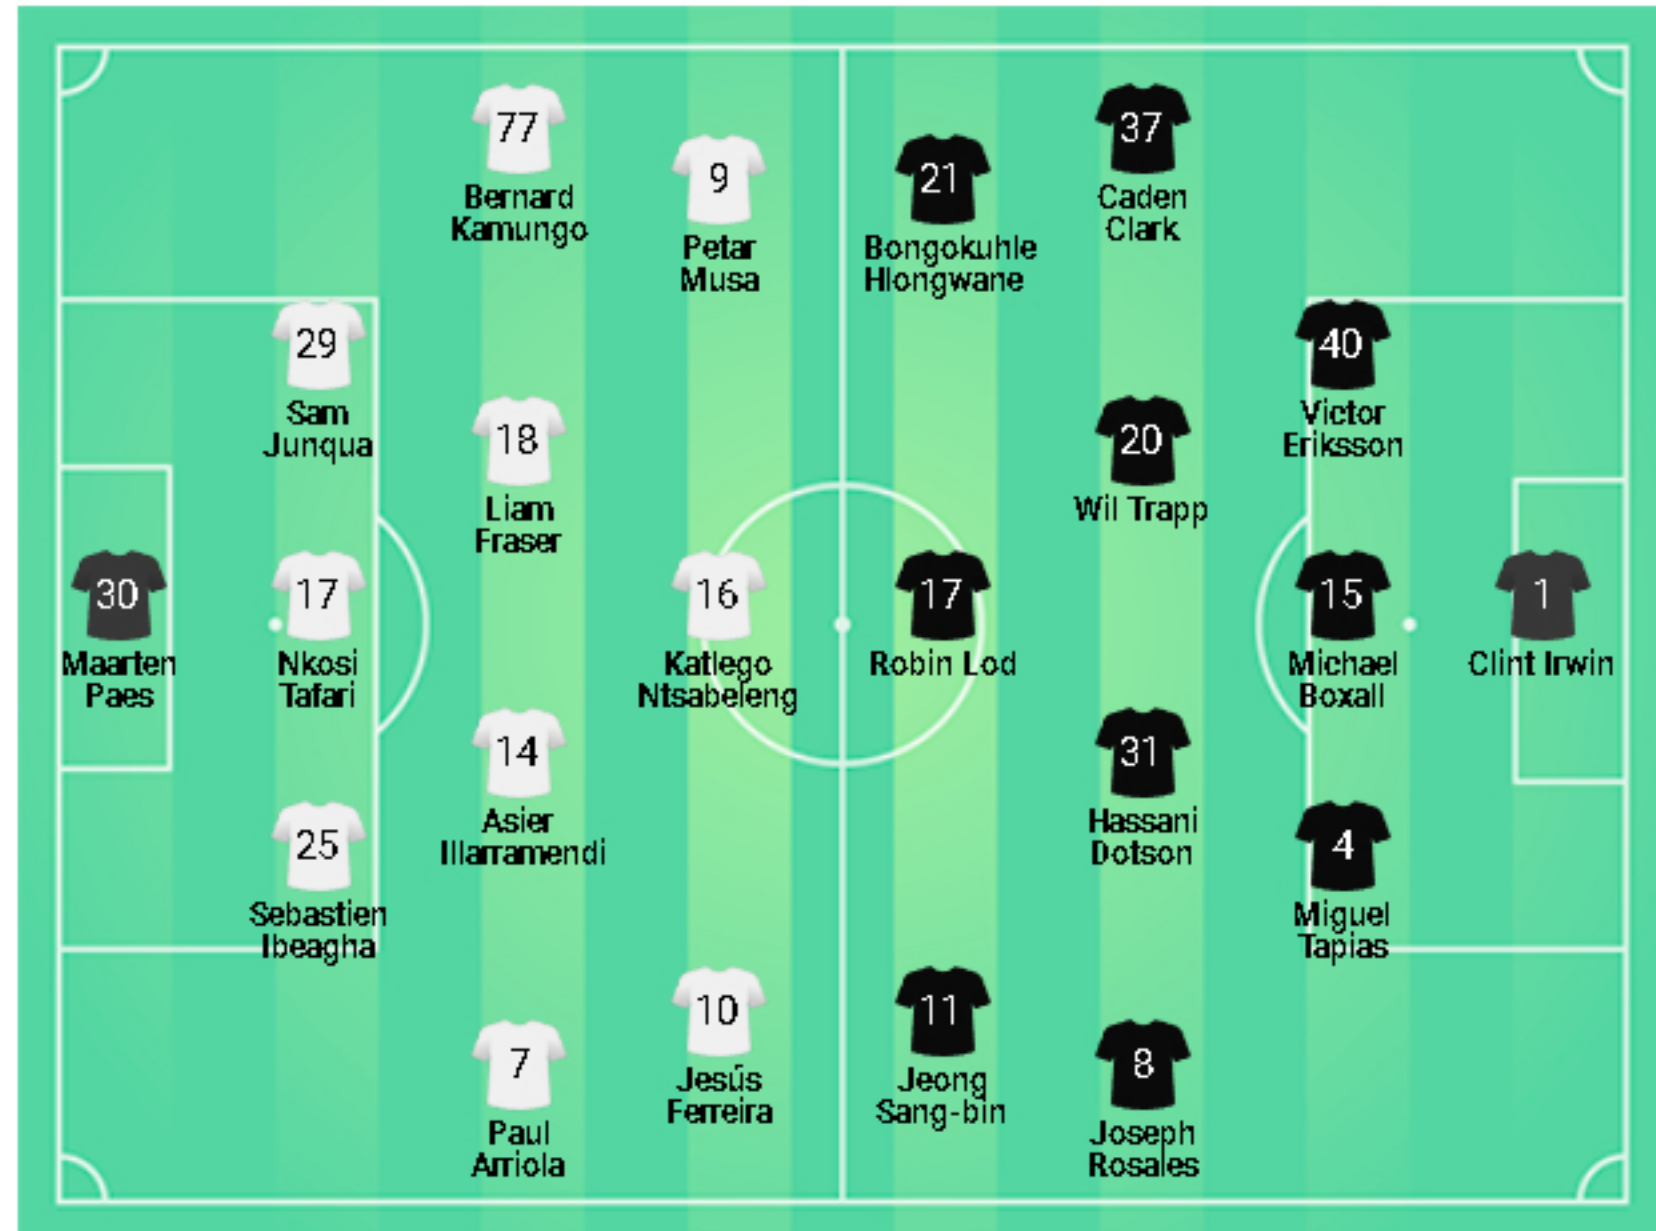 77
Bernard
Kamungo
9
Petar
Musa
21
Bongokuhle
Hlongwane
37
Caden
Clark
29
Sam
Junqua
18
Liam
Fraser
20
Wil Trapp
40
Victor
Eriksson
30
Maarten
Paes
17
Nkosi
Tafari
16
Katlego
Ntsabeleng
17
Robin Lod
15
Michael
Boxall
1
Clint Irwin
14
Asier
Illarramendi
31
Hassani
Dotson
25
Sebastien
Ibeagha
4
Miguel
Tapias
7
Paul
Arriola
10
Jesús
Ferreira
11
Jeong
Sang-bin
8
Joseph
Rosales